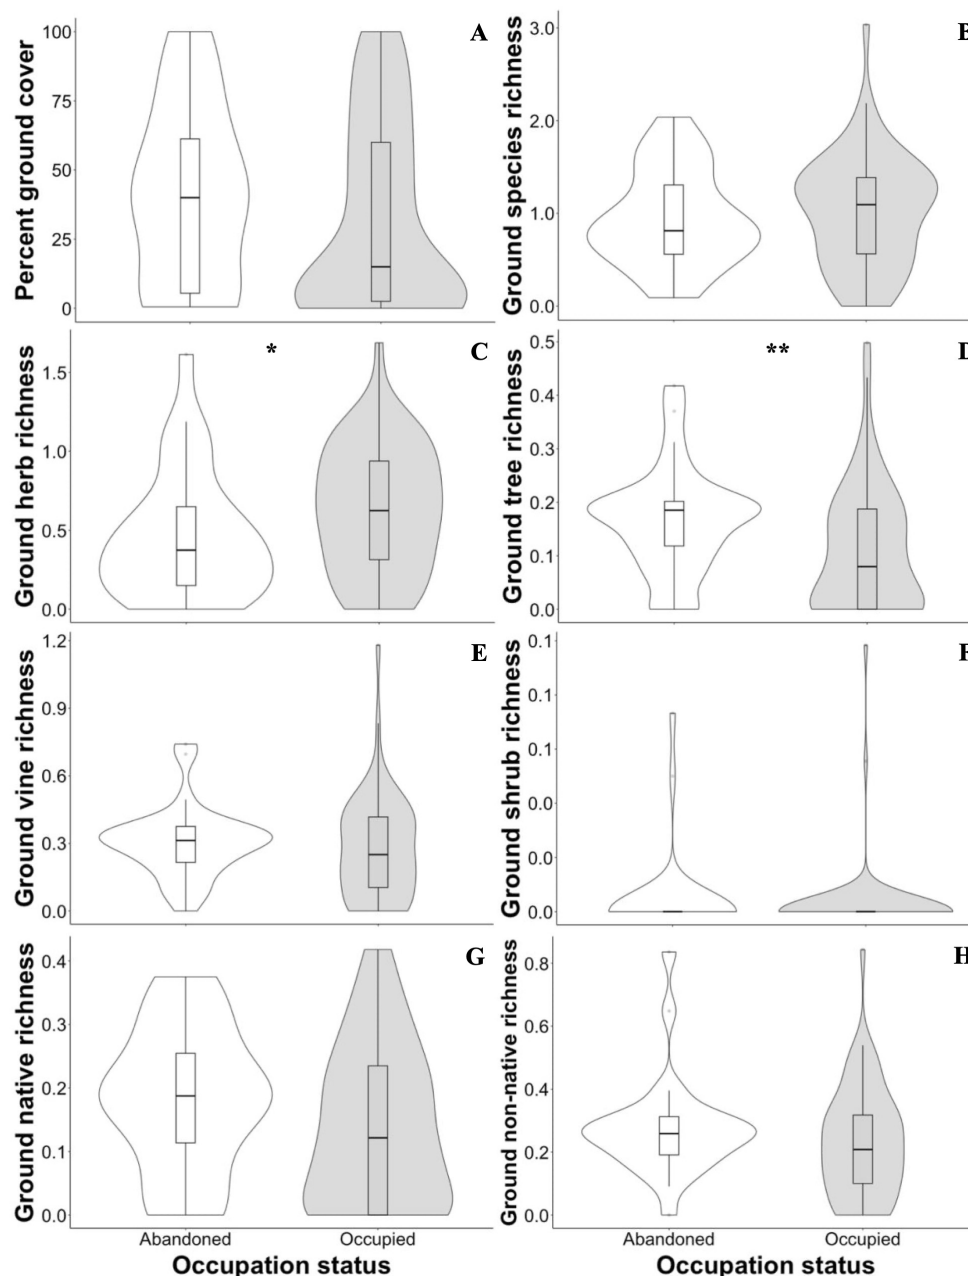 A
Percent ground cover
100
75
50
25
0
B
Ground species richness
3.0
2.0
1.0
0.0
*
C
Ground herb richness
1.5
1.0
0.5
0.0
**
D
Ground tree richness
0.5
0.4
0.3
0.2
0.1
0.0
E
Ground vine richness
1.2
0.9
0.6
0.3
0.0
F
Ground shrub richness
0.1
0.1
0.1
0.0
0.0
0.0
G
Ground native richness
0.4
0.3
0.2
0.1
0.0
Abandoned Occupied
Occupation status
H
Ground non-native richness
0.8
0.6
0.4
0.2
0.0
Abandoned Occupied
Occupation status